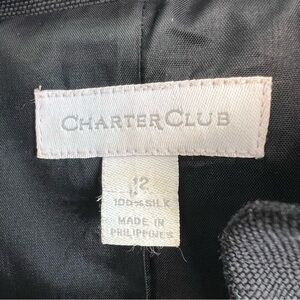 CHARTER CLUB
12
100% SILK
MADE IN
PHILIPPINES